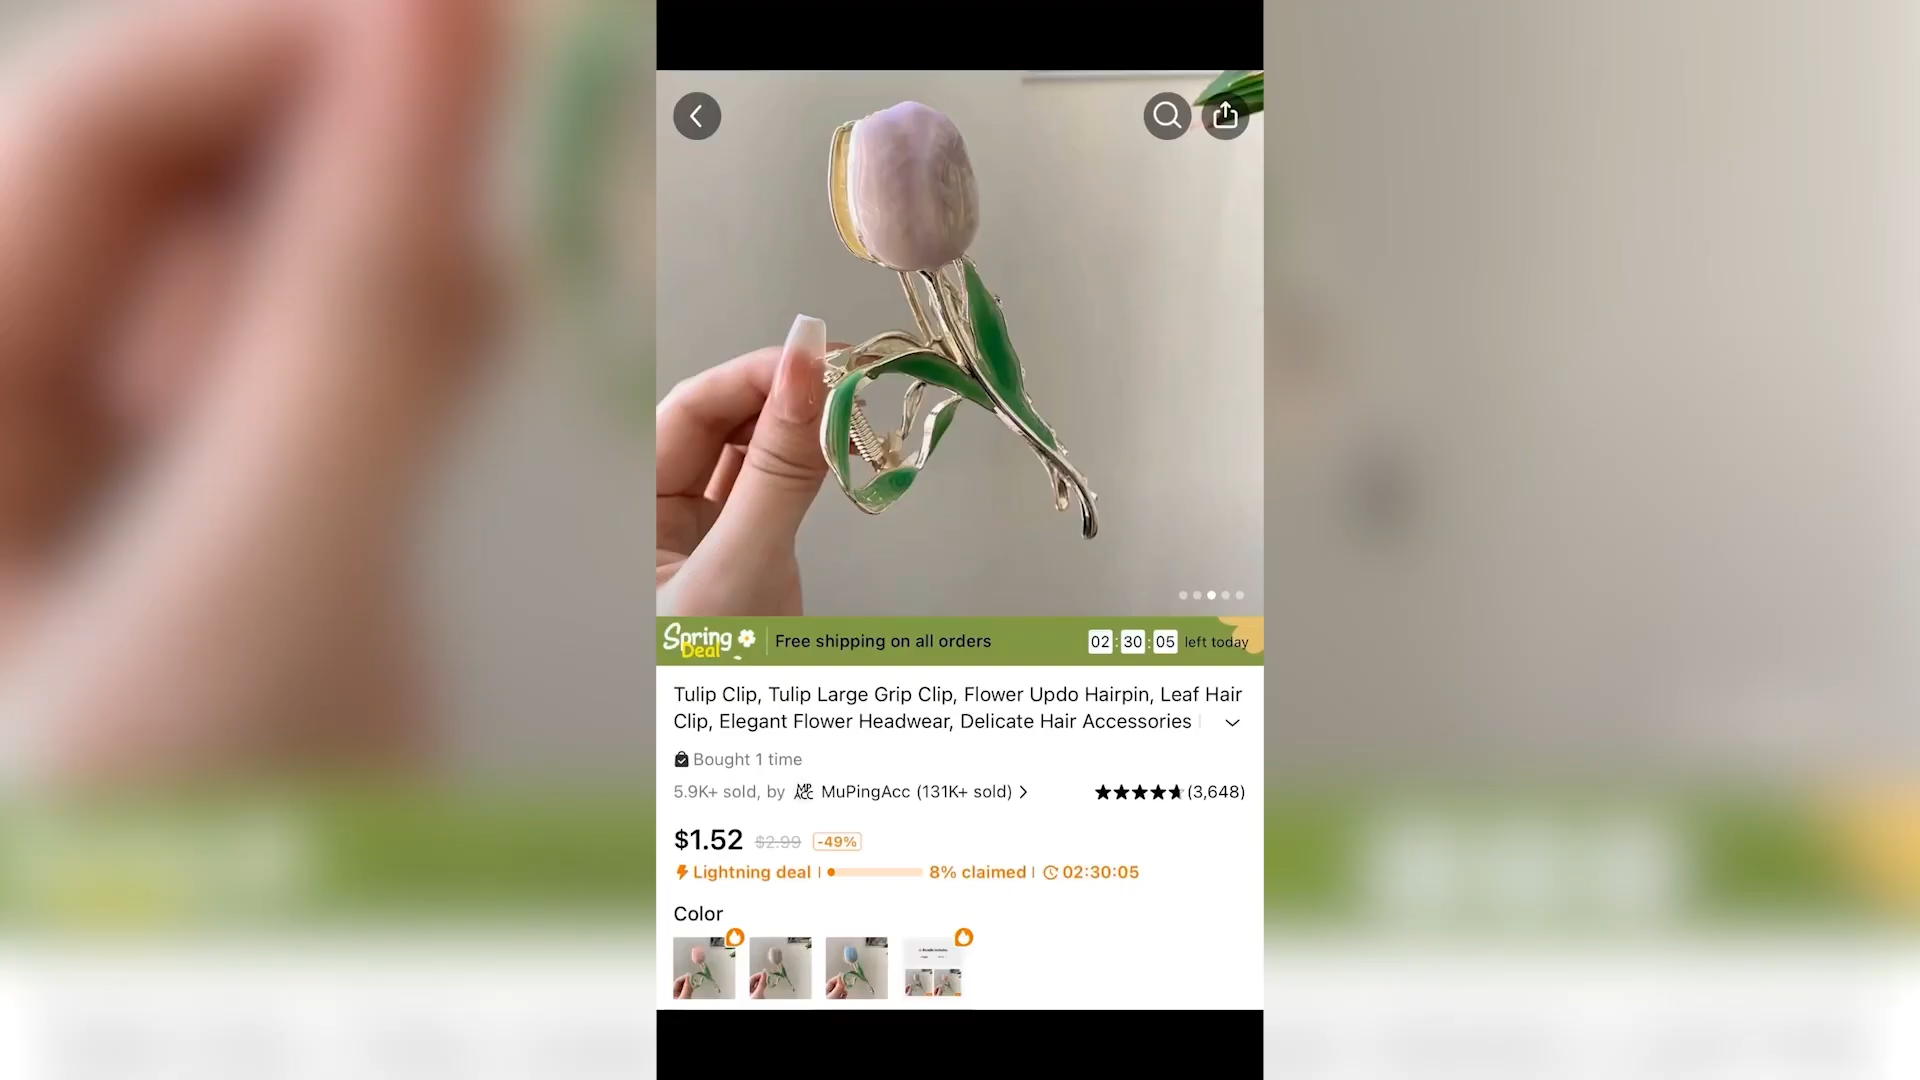 Spring Deal
Free shipping on all orders
02 : 30 : 05 left today
Tulip Clip, Tulip Large Grip Clip, Flower Updo Hairpin, Leaf Hair
Clip, Elegant Flower Headwear, Delicate Hair Accessories
Bought 1 time
5.9K+ sold, by MuPingAcc (131K+ sold)
(3,648)
$1.52 $2.99 -49%
Lightning deal | 8% claimed | 02:30:05
Color